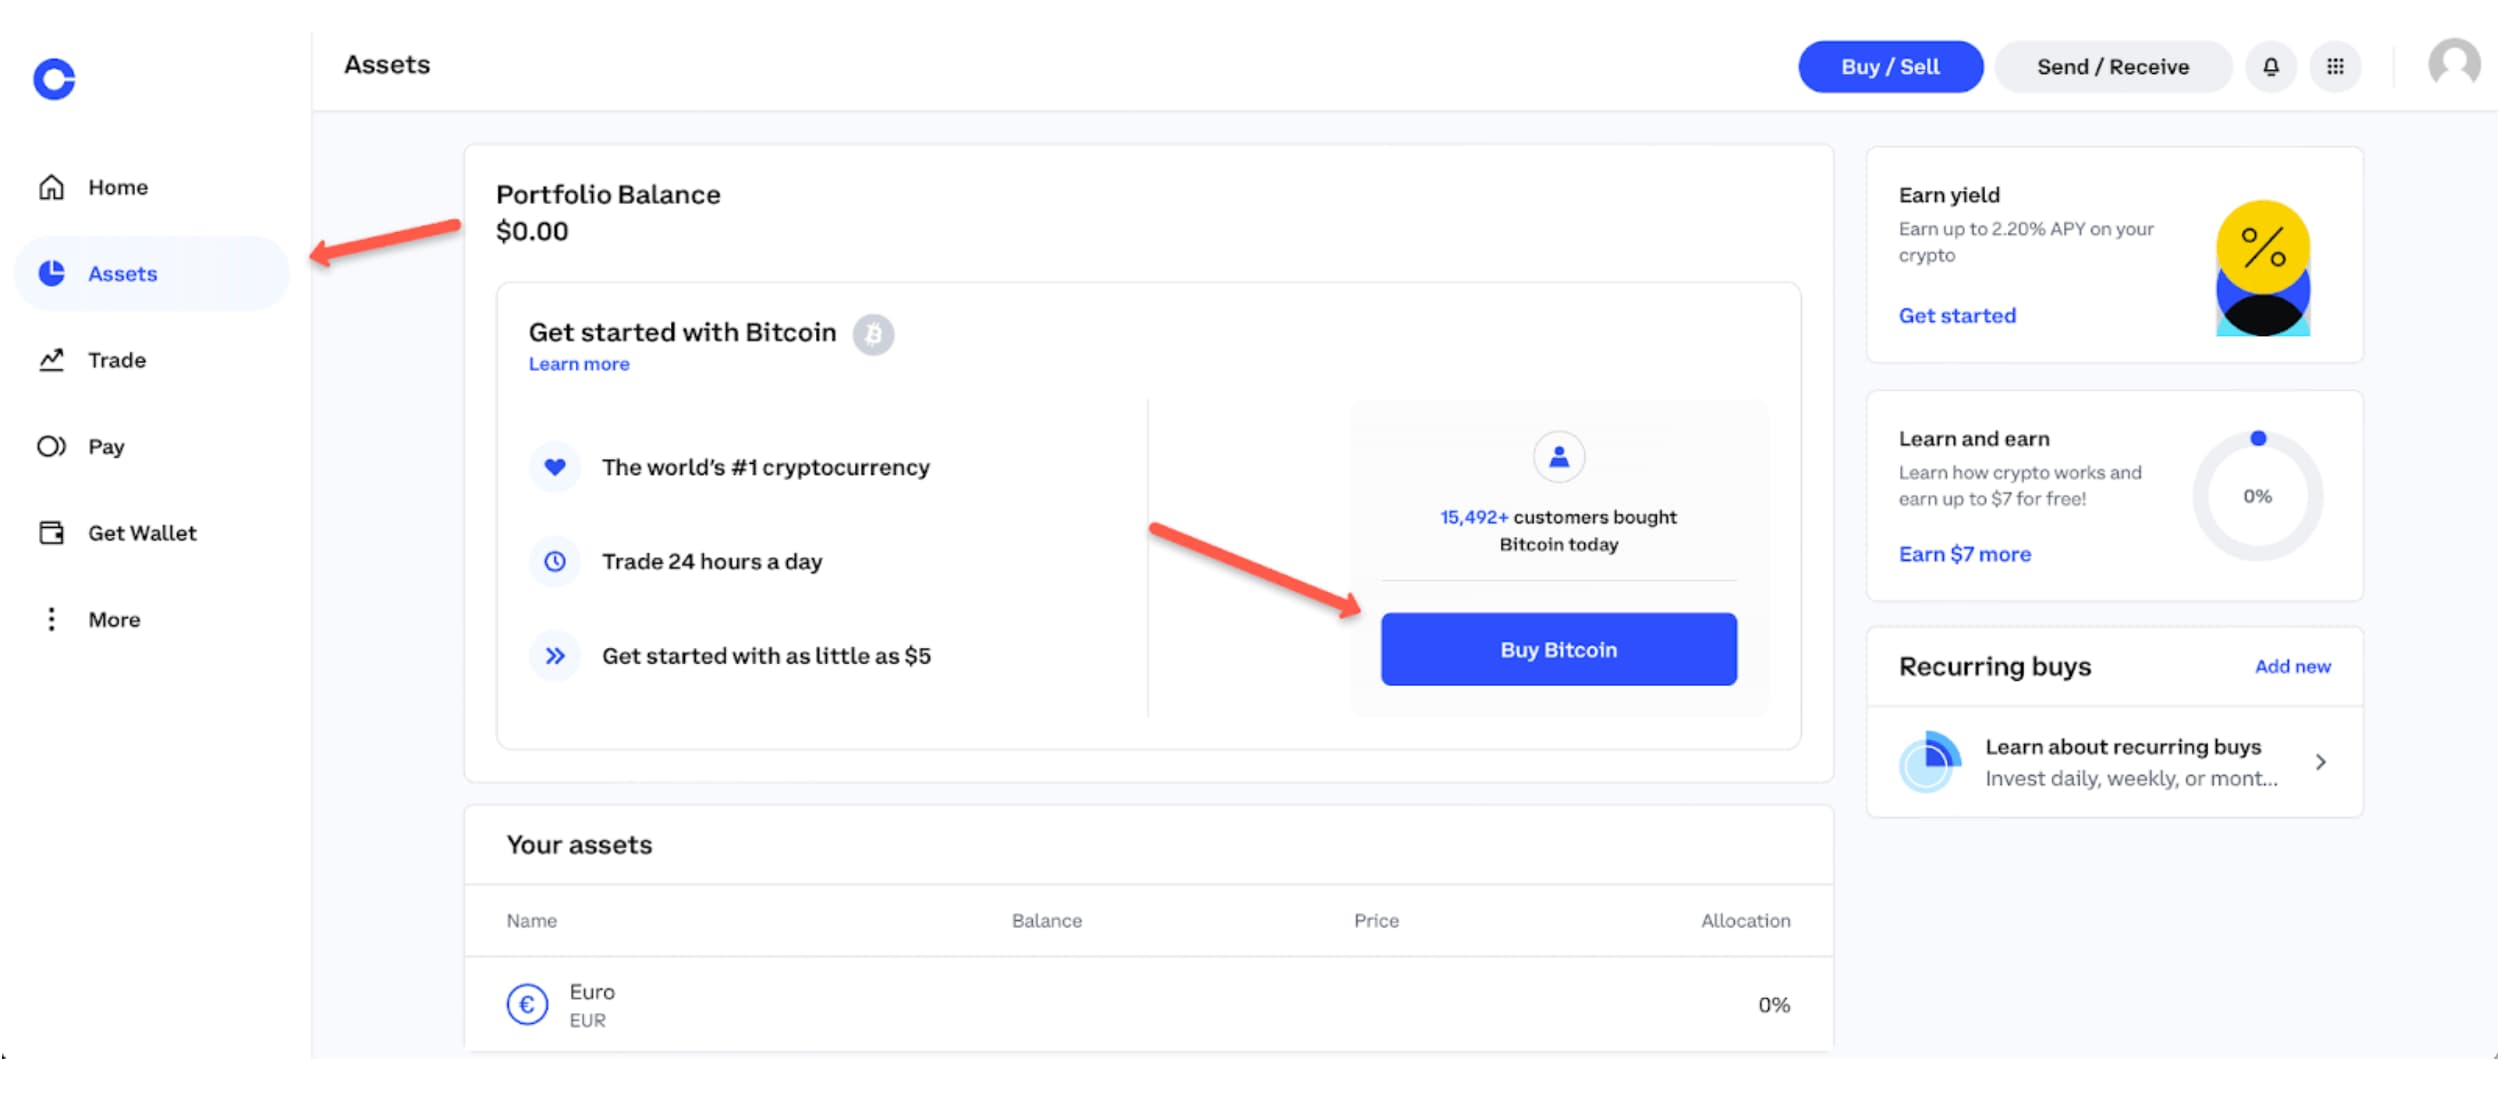 Assets
Buy / Sell
Send / Receive
Home
Assets
Trade
Pay
Get Wallet
More
Portfolio Balance
$0.00
Get started with Bitcoin
Learn more
The world's #1 cryptocurrency
Trade 24 hours a day
Get started with as little as $5
15,492+ customers bought
Bitcoin today
Buy Bitcoin
Your assets
Name Balance Price Allocation
€ Euro
EUR
0%
Earn yield
Earn up to 2.20% APY on your
crypto
Get started
%
Learn and earn
Learn how crypto works and
earn up to $7 for free!
Earn $7 more
0%
Recurring buys
Add new
Learn about recurring buys
Invest daily, weekly, or mont...